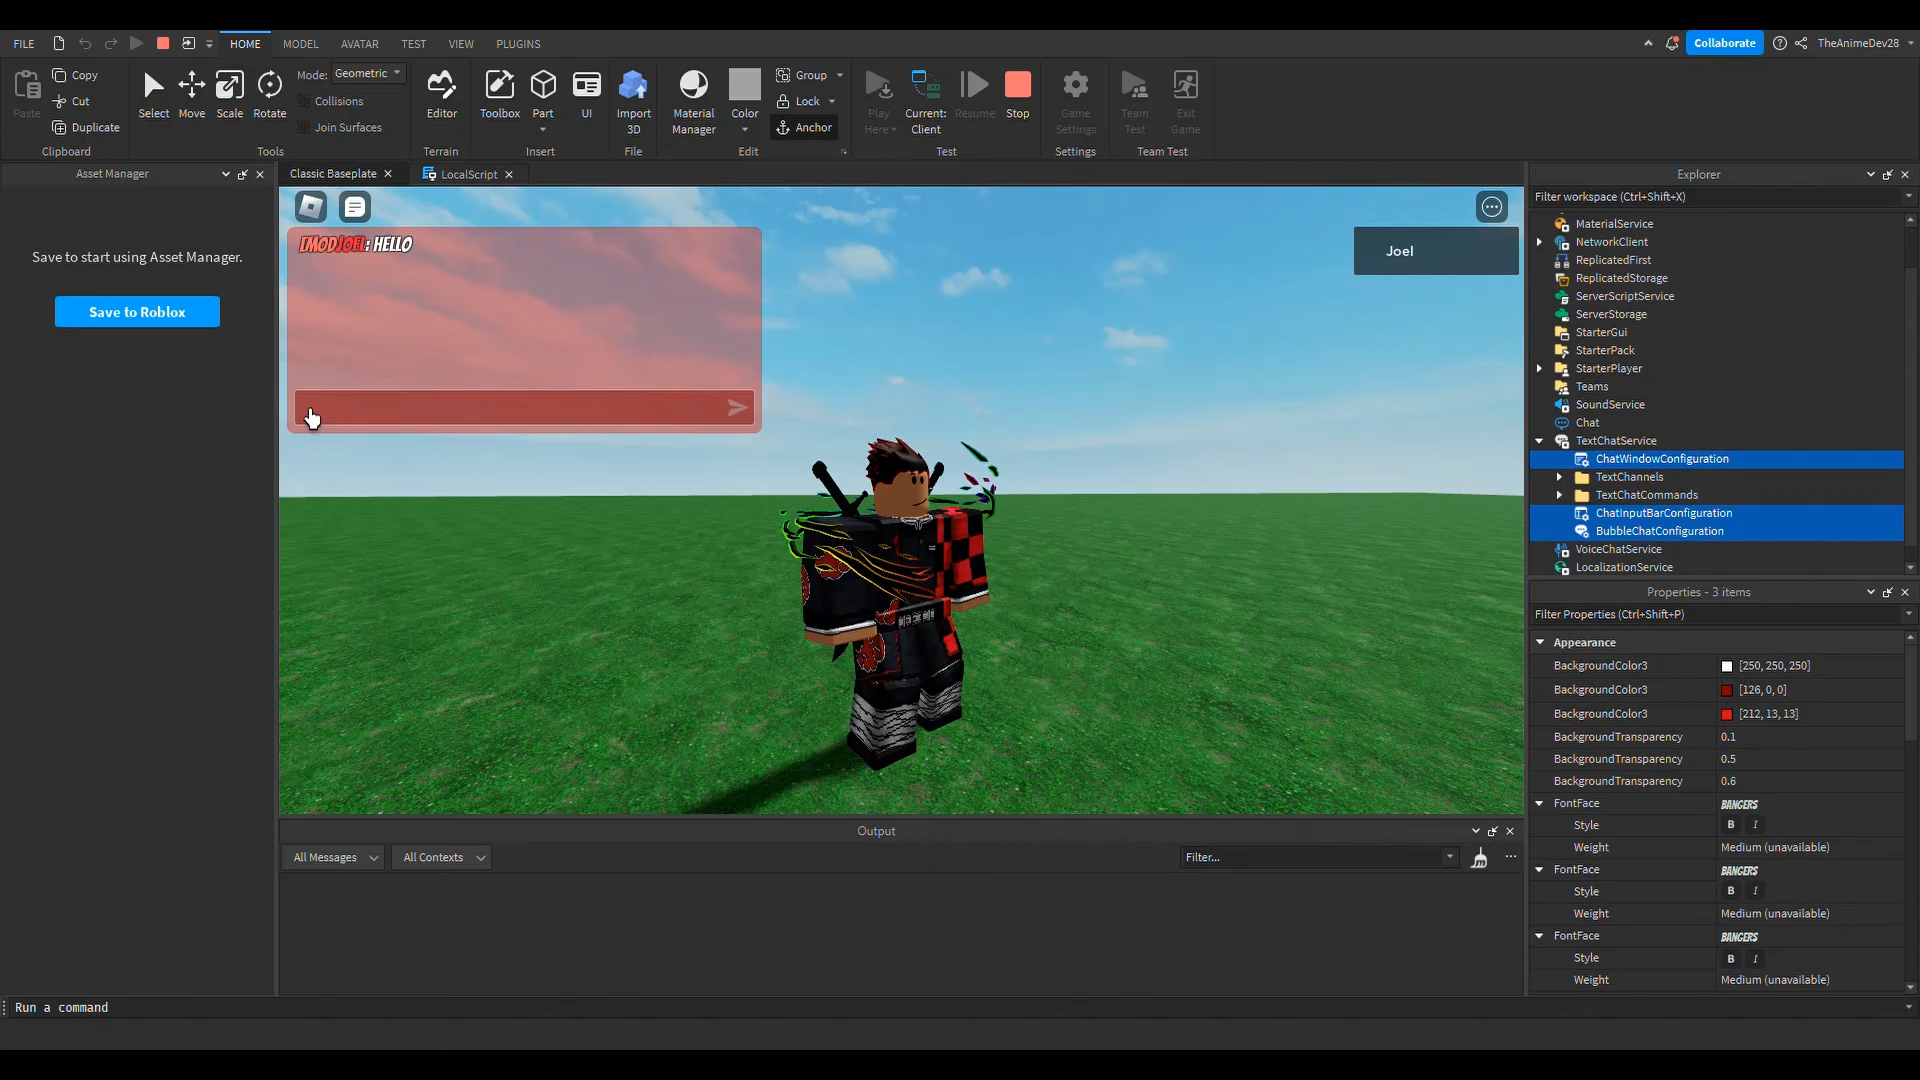 FILE HOME MODEL AVATAR TEST VIEW PLUGINS Collaborate TheAnimeDev28
Paste Copy Cut Duplicate
Clipboard
Select Move Scale Rotate Mode: Geometric
Collisions
Join Surfaces
Tools
Editor
Terrain
Toolbox Part UI
Insert
Import 3D
File
Material Manager Color Group
Lock
Anchor
Edit
Play Here Current: Client Resume Stop
Test
Game Settings
Settings
Team Test Exit Game
Team Test
Asset Manager
Save to start using Asset Manager.
Save to Roblox
Classic Baseplate LocalScript
[MODJOEL: HELLO
Joel
Explorer
Filter workspace (Ctrl+Shift+X)
MaterialService
NetworkClient
ReplicatedFirst
ReplicatedStorage
ServerScriptService
ServerStorage
StarterGui
StarterPack
StarterPlayer
Teams
SoundService
Chat
TextChatService
ChatWindowConfiguration
TextChannels
TextChatCommands
ChatInputBarConfiguration
BubbleChatConfiguration
VoiceChatService
LocalizationService
Properties - 3 items
Filter Properties (Ctrl+Shift+P)
Appearance
BackgroundColor3 [250, 250, 250]
BackgroundColor3 [126, 0, 0]
BackgroundColor3 [212, 13, 13]
BackgroundTransparency 0.1
BackgroundTransparency 0.5
BackgroundTransparency 0.6
FontFace BANGERS
Style B I
Weight Medium (unavailable)
FontFace BANGERS
Style B I
Weight Medium (unavailable)
FontFace BANGERS
Style B I
Weight Medium (unavailable)
Output
All Messages All Contexts Filter...
Run a command